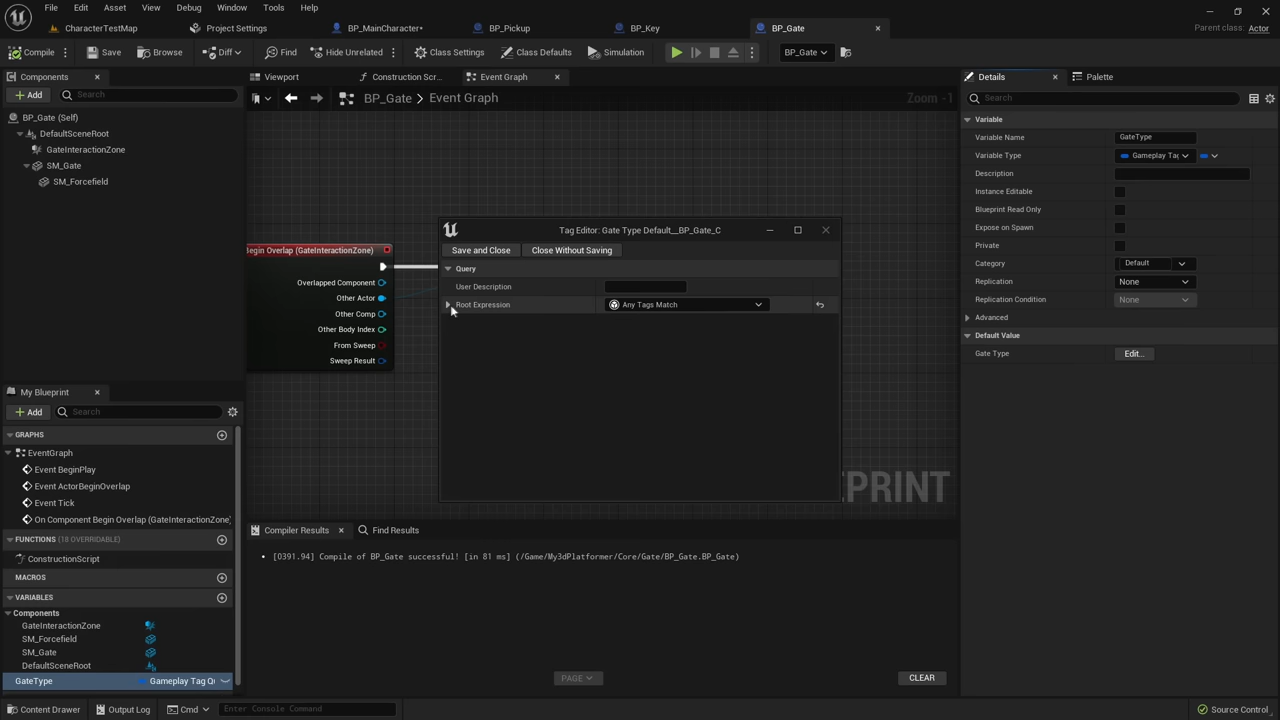 File Edit Asset View Debug Window Tools Help
CharacterTestMap Project Settings BP_MainCharacter* BP_Pickup BP_Key BP_Gate Parent class: Actor
Compile Save Browse Diff Find Hide Unrelated Class Settings Class Defaults Simulation BP_Gate
Components
Add Search
BP_Gate (Self)
DefaultSceneRoot
GateInteractionZone
SM_Gate
SM_Forcefield
My Blueprint
Add Search
GRAPHS
EventGraph
Event BeginPlay
Event ActorBeginOverlap
Event Tick
On Component Begin Overlap (GateInteractionZone)
FUNCTIONS (18 OVERRIDABLE)
ConstructionScript
MACROS
VARIABLES
Components
GateInteractionZone
SM_Forcefield
SM_Gate
DefaultSceneRoot
GateType Gameplay Tag Qu
Viewport Construction Scr... Event Graph
BP_Gate > Event Graph Zoom -1
Begin Overlap (GateInteractionZone)
Overlapped Component
Other Actor
Other Comp
Other Body Index
From Sweep
Sweep Result
Tag Editor: Gate Type Default__BP_Gate_C
Save and Close Close Without Saving
Query
User Description
Root Expression Any Tags Match
PRINT
Compiler Results Find Results
[0391.94] Compile of BP_Gate successful! [in 81 ms] (/Game/My3dPlatformer/Core/Gate/BP_Gate.BP_Gate)
PAGE CLEAR
Details Palette
Search
Variable
Variable Name GateType
Variable Type Gameplay Tag
Description
Instance Editable
Blueprint Read Only
Expose on Spawn
Private
Category Default
Replication None
Replication Condition None
Advanced
Default Value
Gate Type Edit...
Content Drawer Output Log Cmd Enter Console Command Source Control